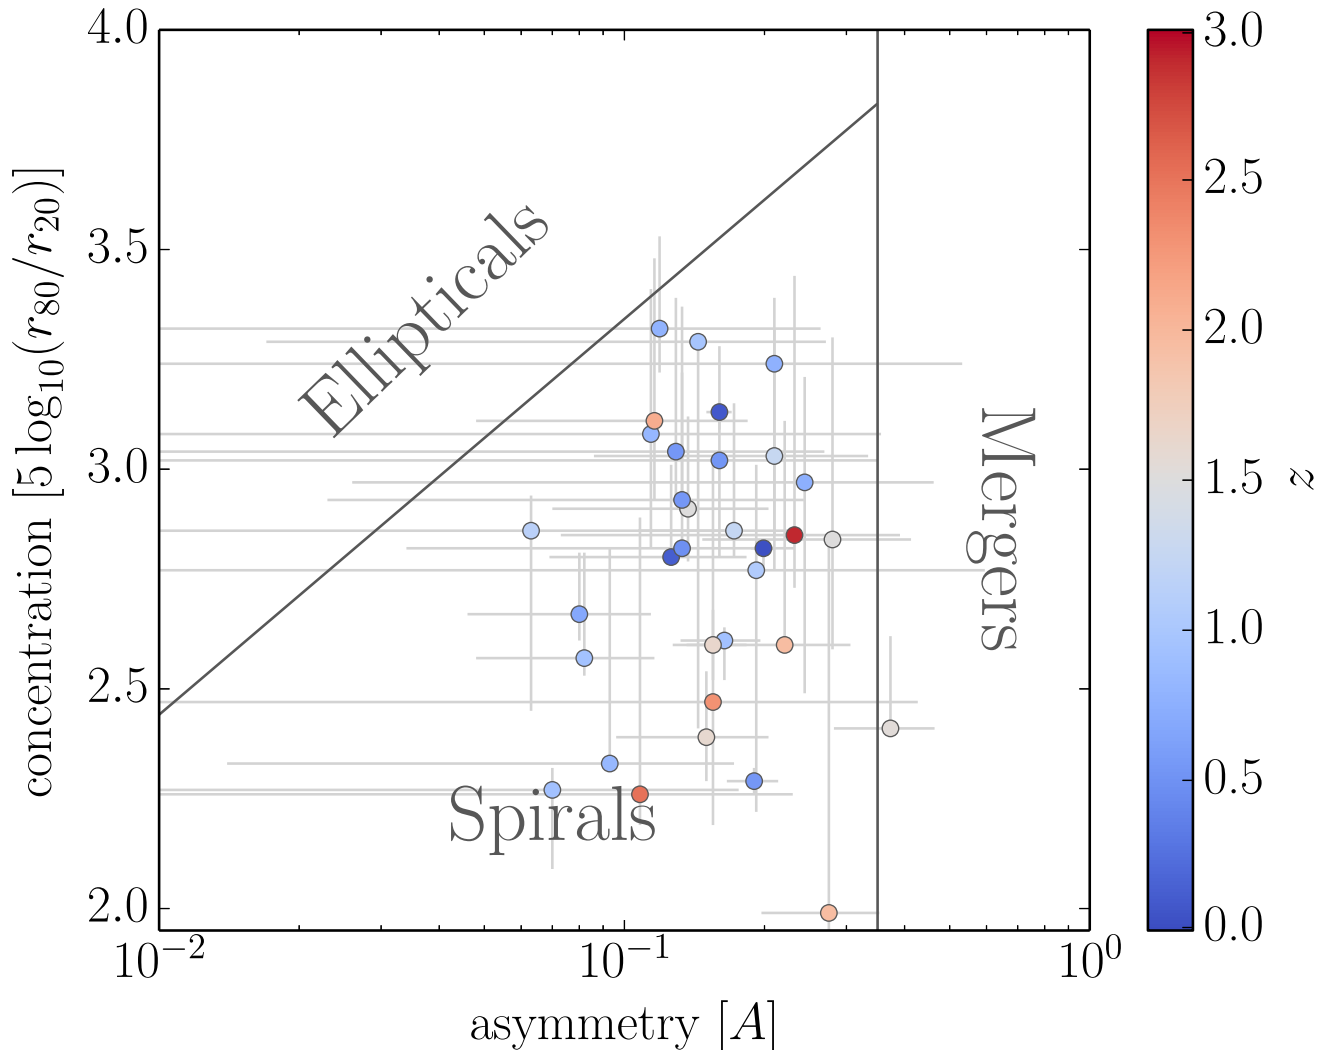 4.0
3.5
3.0
2.5
2.0
concentration [5 log₁₀(r₈₀/r₂₀)]
10⁻²
10⁻¹
10⁰
asymmetry [A]
Ellipticals
Spirals
Mergers
3.0
2.5
2.0
1.5
1.0
0.5
0.0
z